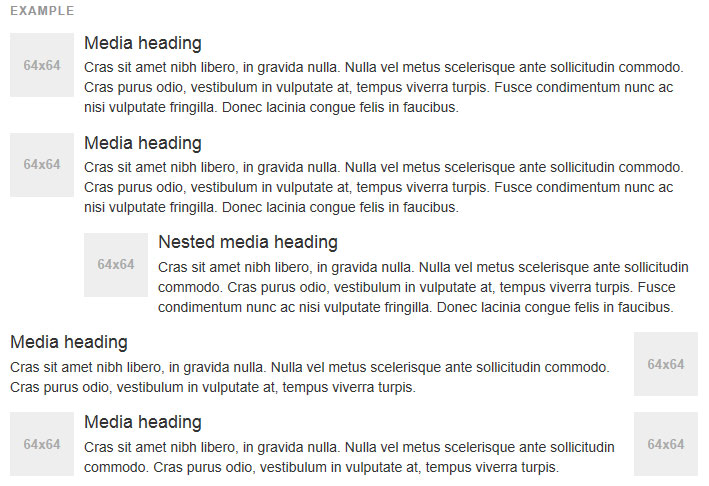 EXAMPLE
64x64
Media heading
Cras sit amet nibh libero, in gravida nulla. Nulla vel metus scelerisque ante sollicitudin commodo.
Cras purus odio, vestibulum in vulputate at, tempus viverra turpis. Fusce condimentum nunc ac
nisi vulputate fringilla. Donec lacinia congue felis in faucibus.
64x64
Media heading
Cras sit amet nibh libero, in gravida nulla. Nulla vel metus scelerisque ante sollicitudin commodo.
Cras purus odio, vestibulum in vulputate at, tempus viverra turpis. Fusce condimentum nunc ac
nisi vulputate fringilla. Donec lacinia congue felis in faucibus.
64x64
Nested media heading
Cras sit amet nibh libero, in gravida nulla. Nulla vel metus scelerisque ante sollicitudin
commodo. Cras purus odio, vestibulum in vulputate at, tempus viverra turpis. Fusce
condimentum nunc ac nisi vulputate fringilla. Donec lacinia congue felis in faucibus.
Media heading
Cras sit amet nibh libero, in gravida nulla. Nulla vel metus scelerisque ante sollicitudin commodo.
Cras purus odio, vestibulum in vulputate at, tempus viverra turpis.
64x64
64x64
Media heading
Cras sit amet nibh libero, in gravida nulla. Nulla vel metus scelerisque ante sollicitudin
commodo. Cras purus odio, vestibulum in vulputate at, tempus viverra turpis.
64x64